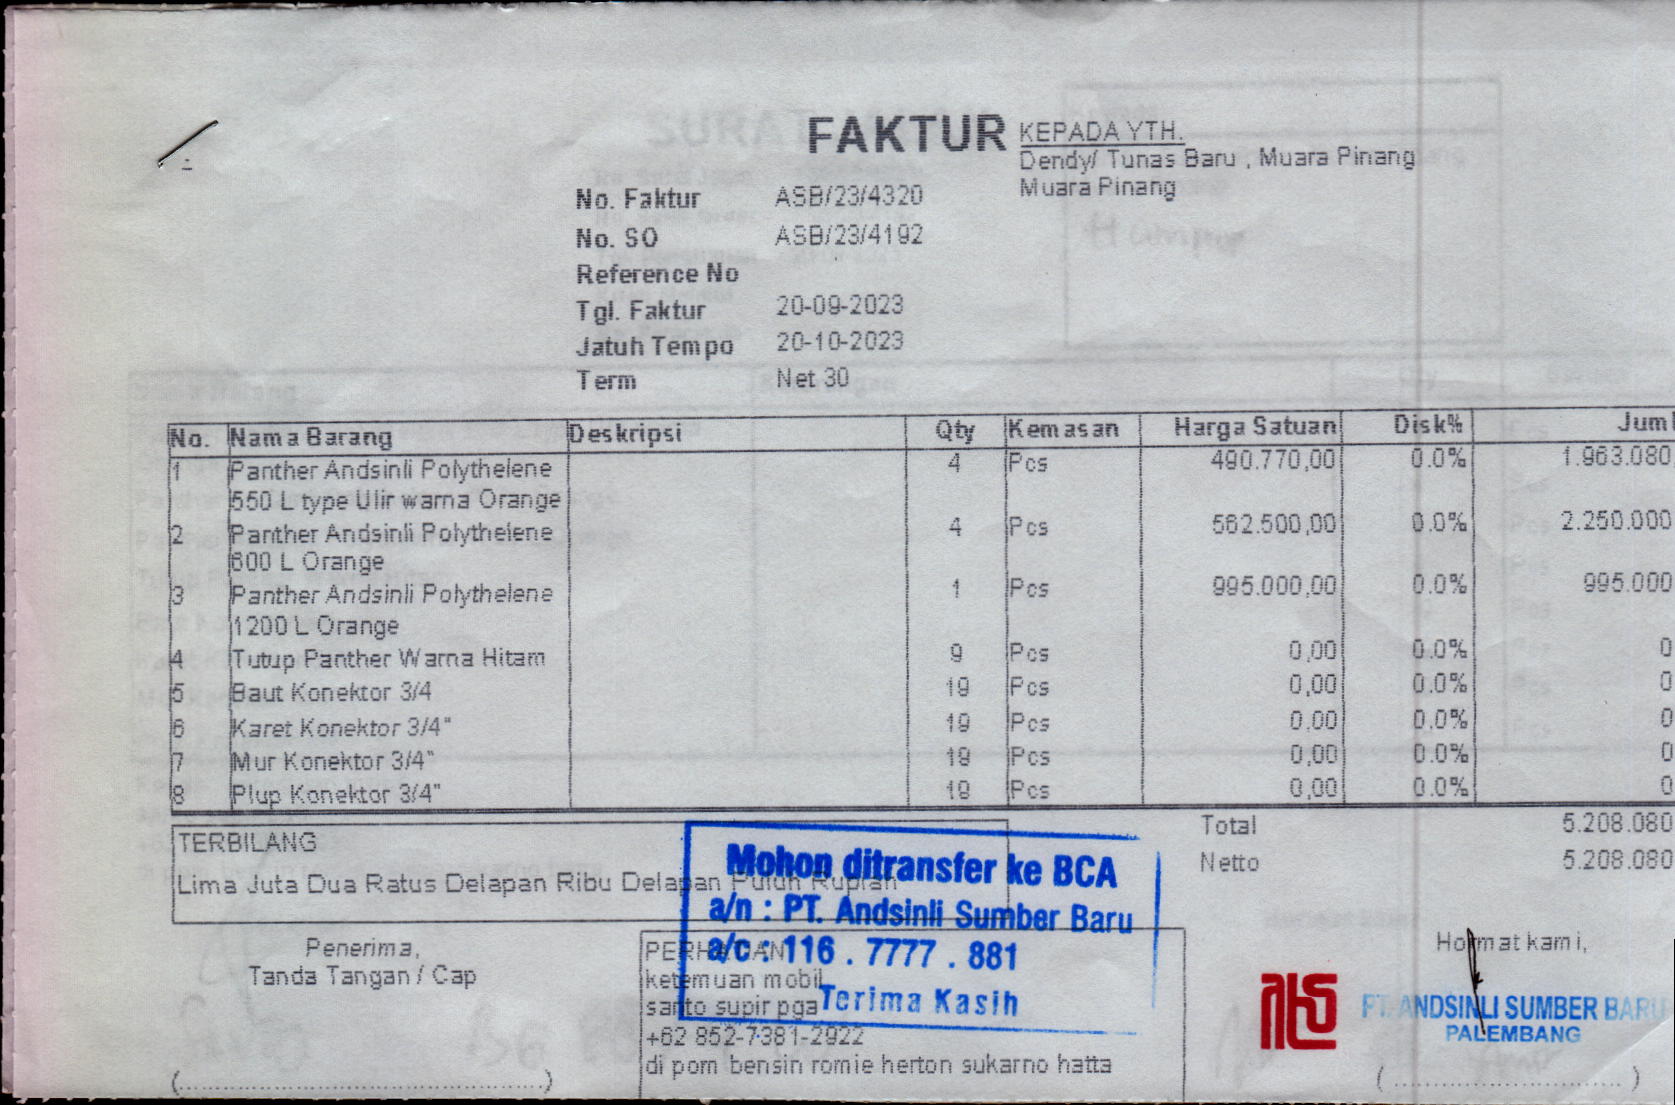 FAKTUR
KEPADA YTH.
Dendy/ Tunas Baru , Muara Pinang
Muara Pinang
No. Faktur ASB/23/4320
No. SO ASB/23/4192
Reference No
Tgl. Faktur 20-09-2023
Jatuh Tempo 20-10-2023
Term Net 30
No. Nama Barang Deskripsi Qty Kemasan Harga Satuan Disk% Juml
1 Panther Andsinli Polythelene 4 Pcs 490.770,00 0.0% 1.963.080
550 L type Ulir warna Orange
2 Panther Andsinli Polythelene 4 Pcs 562.500,00 0.0% 2.250.000
600 L Orange
3 Panther Andsinli Polythelene 1 Pcs 995.000,00 0.0% 995.000
1200 L Orange
4 Tutup Panther Warna Hitam 9 Pcs 0,00 0.0% 0
5 Baut Konektor 3/4 19 Pcs 0,00 0.0% 0
6 Karet Konektor 3/4" 19 Pcs 0,00 0.0% 0
7 Mur Konektor 3/4" 19 Pcs 0,00 0.0% 0
8 Plup Konektor 3/4" 19 Pcs 0,00 0.0% 0
Total 5.208.080
Netto 5.208.080
TERBILANG
Lima Juta Dua Ratus Delapan Ribu Delapan Puluh Rupiah
Mohon ditransfer ke BCA
a/n : PT. Andsinli Sumber Baru
a/c : 116 . 7777 . 881
Terima Kasih
Penerima,
Tanda Tangan / Cap
PERHATIAN
ketemuan mobil
santo supir pga
+62 852-7381-2922
di pom bensin romie herton sukarno hatta
Hormat kami,
PT. ANDSINLI SUMBER BARU
PALEMBANG